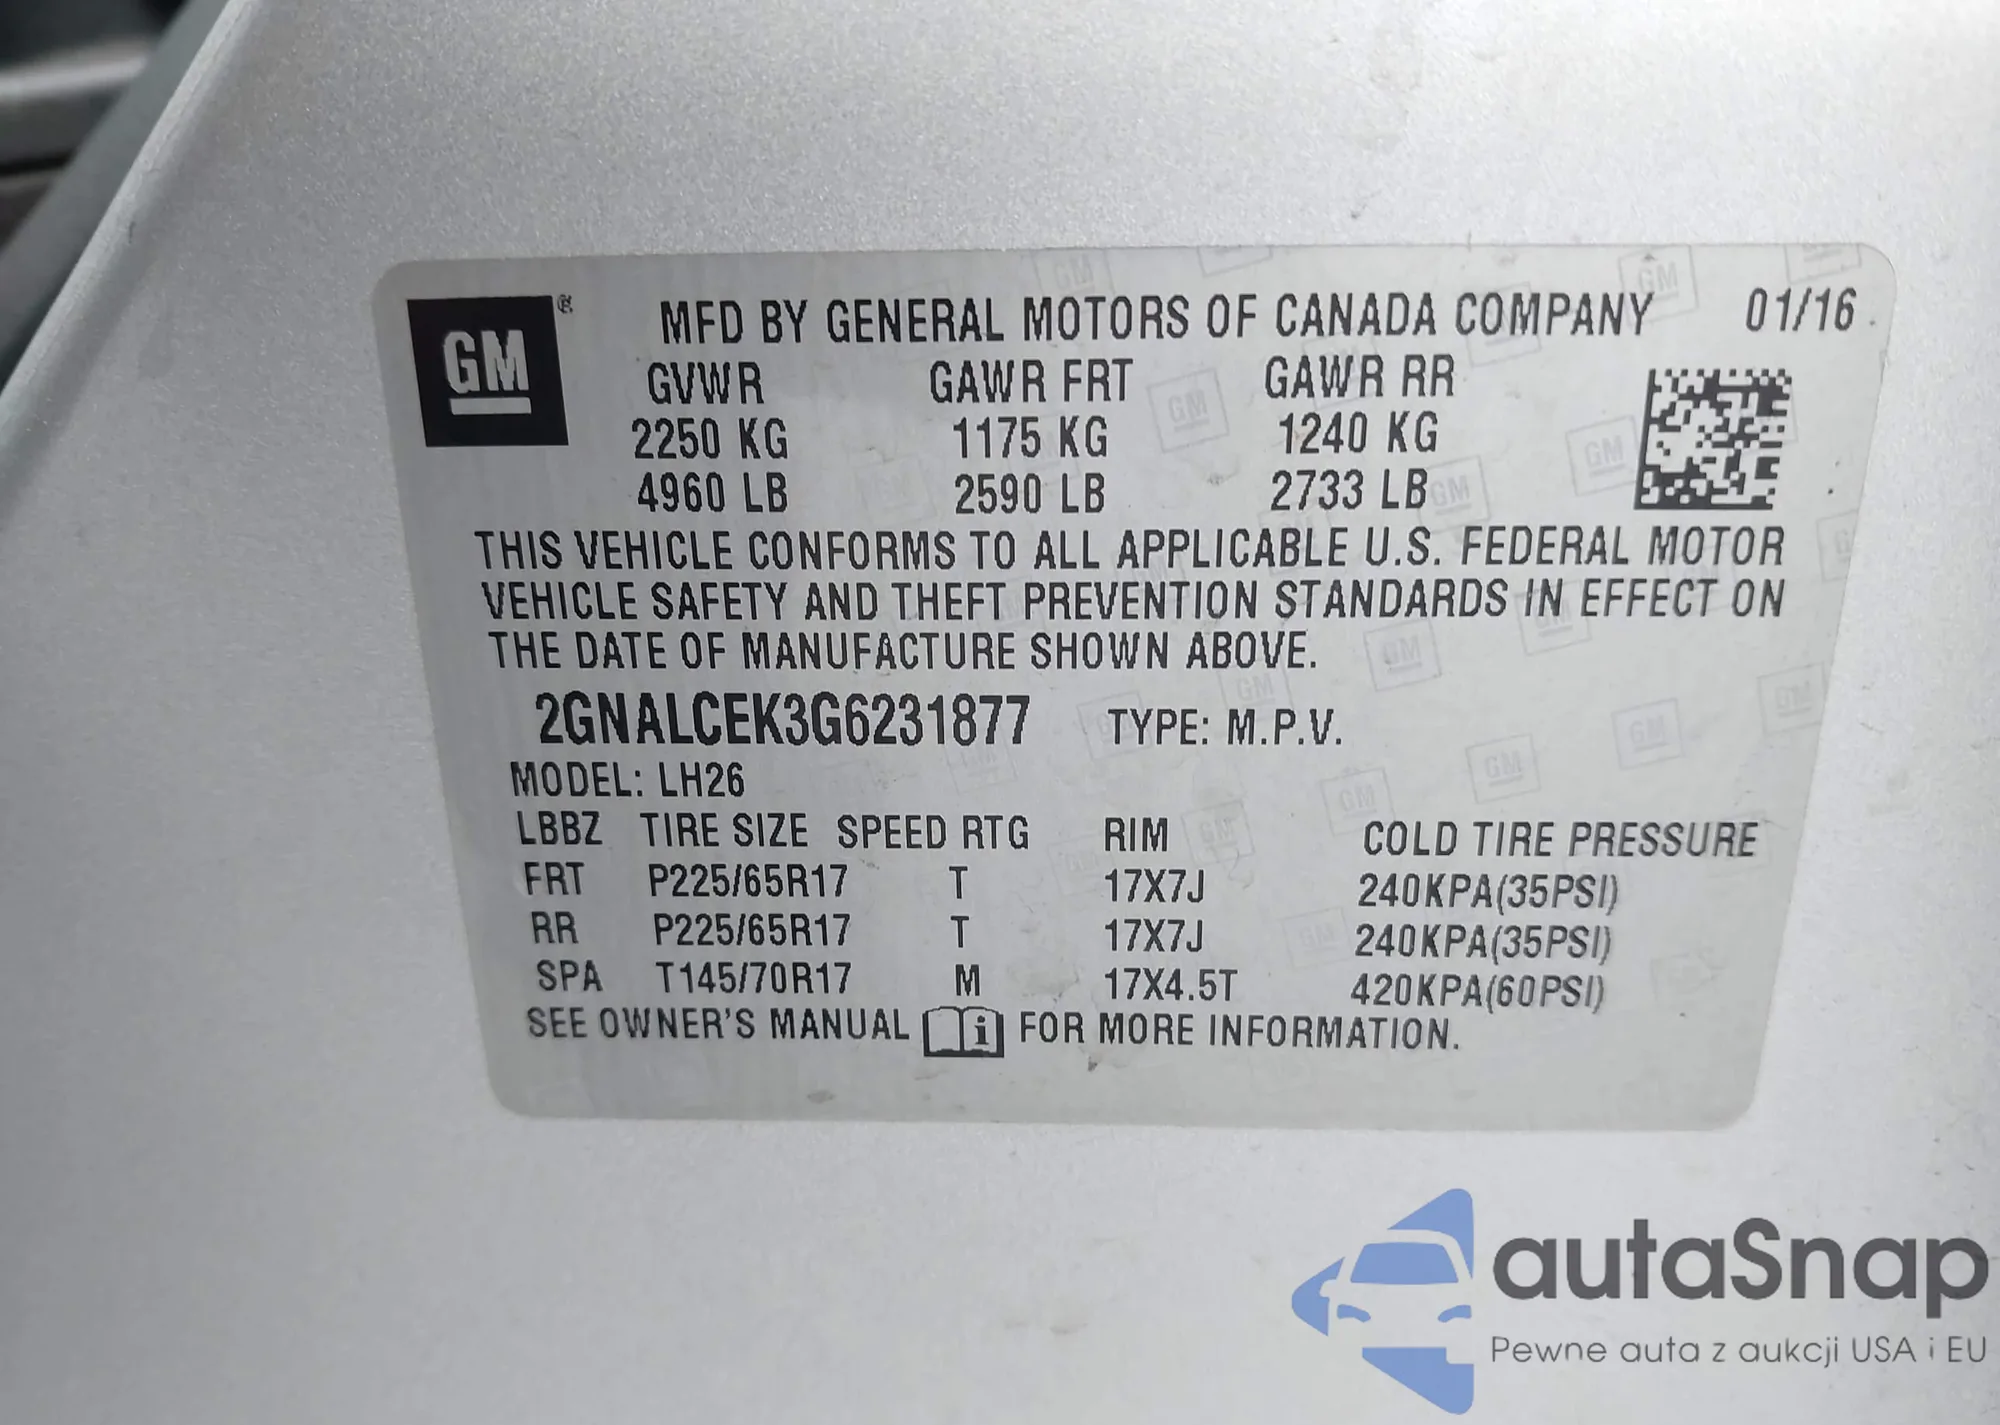 GM ® MFD BY GENERAL MOTORS OF CANADA COMPANY 01/16
GVWR GAWR FRT GAWR RR
2250 KG 1175 KG 1240 KG
4960 LB 2590 LB 2733 LB
THIS VEHICLE CONFORMS TO ALL APPLICABLE U.S. FEDERAL MOTOR
VEHICLE SAFETY AND THEFT PREVENTION STANDARDS IN EFFECT ON
THE DATE OF MANUFACTURE SHOWN ABOVE.
2GNALCEK3G6231877 TYPE: M.P.V.
MODEL: LH26
LBBZ TIRE SIZE SPEED RTG RIM COLD TIRE PRESSURE
FRT P225/65R17 T 17X7J 240KPA(35PSI)
RR P225/65R17 T 17X7J 240KPA(35PSI)
SPA T145/70R17 M 17X4.5T 420KPA(60PSI)
SEE OWNER'S MANUAL i FOR MORE INFORMATION.
autaSnap
Pewne auta z aukcji USA i EU